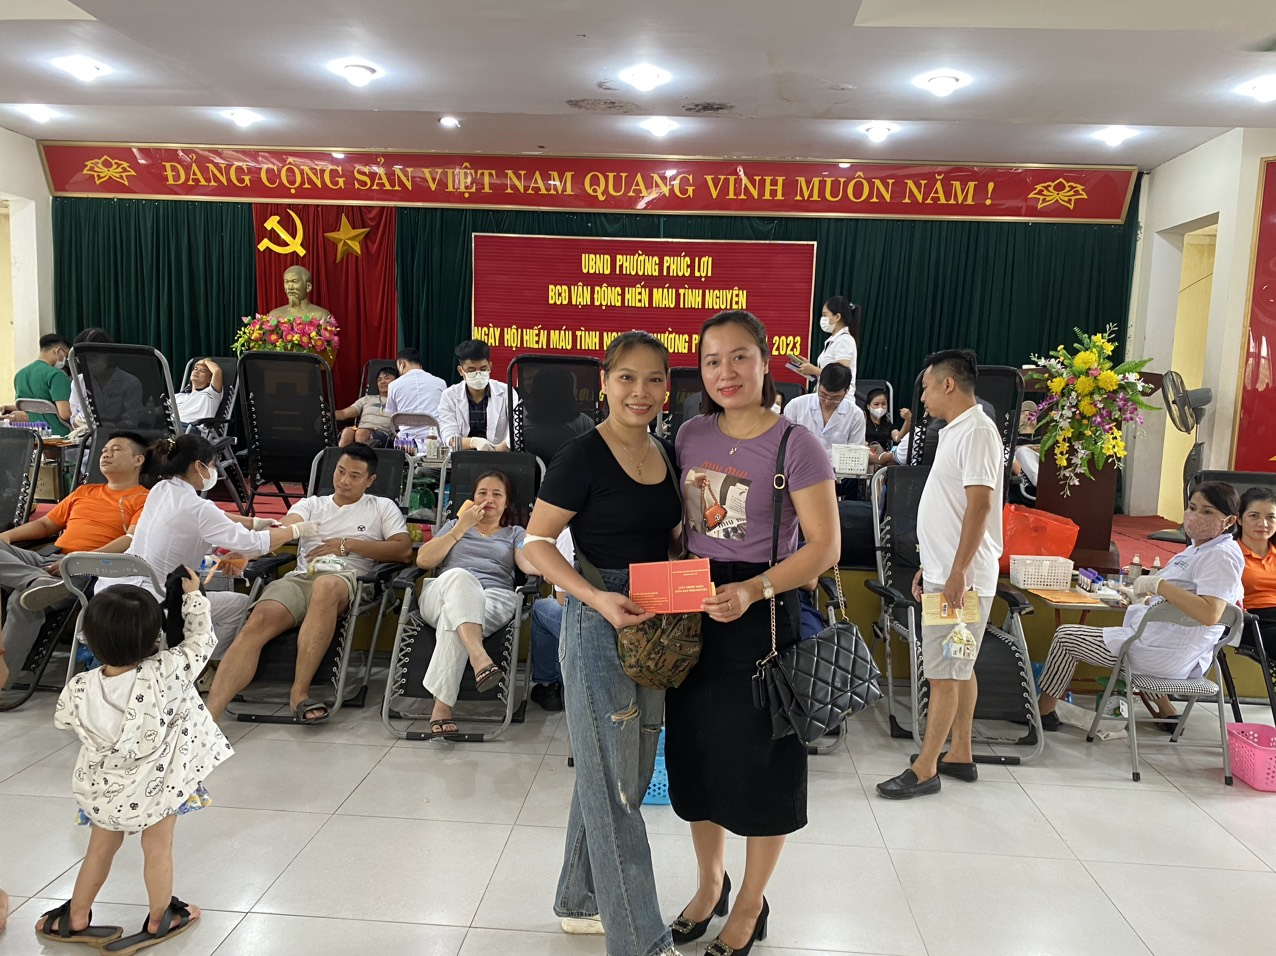 ĐẢNG CỘNG SẢN VIỆT NAM QUANG VINH MUÔN NĂM !
UBND PHƯỜNG PHÚC LỢI
BCĐ VẬN ĐỘNG HIẾN MÁU TÌNH NGUYỆN
NGÀY HỘI HIẾN MÁU TÌNH PHƯỜNG 2023